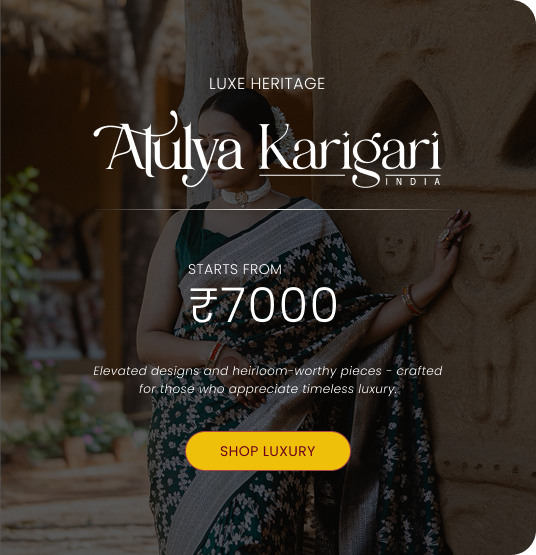 LUXE HERITAGE
Atulya Karigari
INDIA
STARTS FROM
₹7000
Elevated designs and heirloom-worthy pieces - crafted
for those who appreciate timeless luxury.
SHOP LUXURY